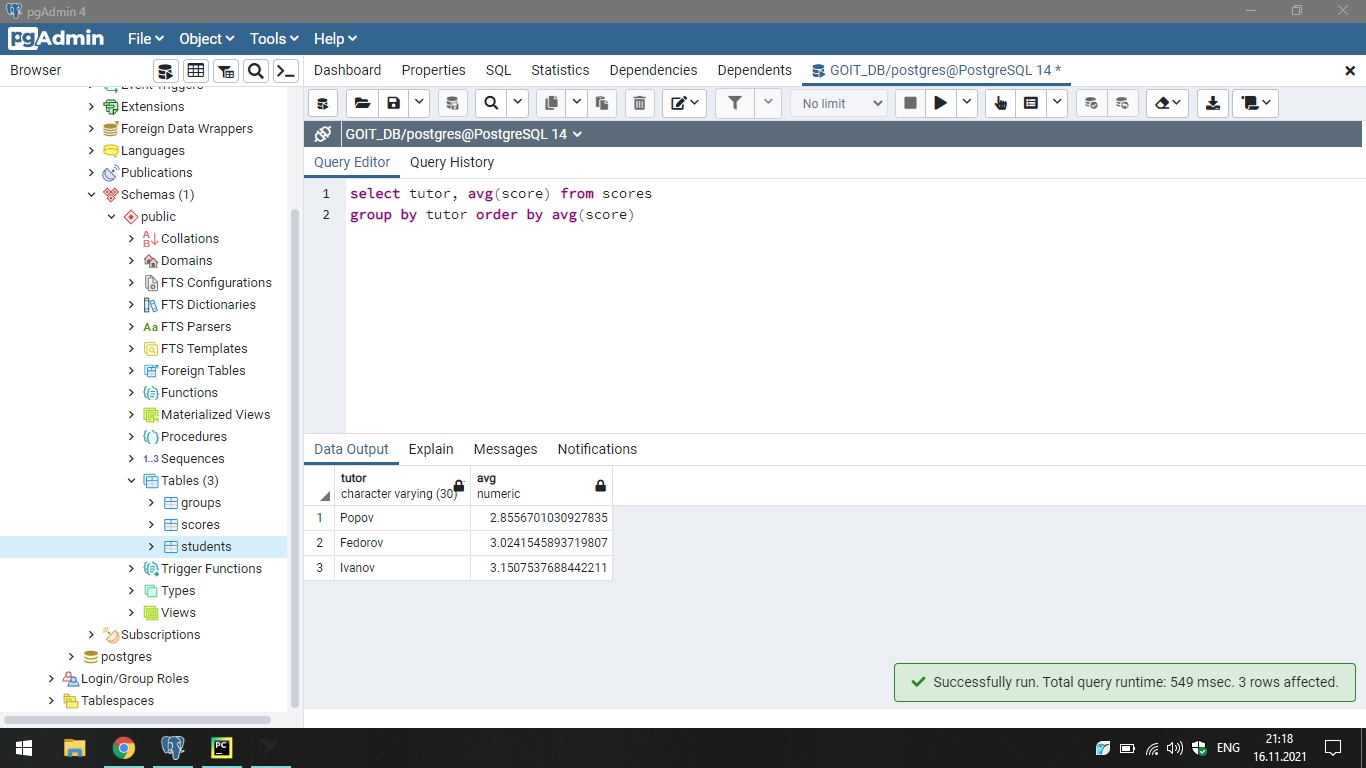 pgAdmin 4
pgAdmin File Object Tools Help
Browser
Dashboard Properties SQL Statistics Dependencies Dependents GOIT_DB/postgres@PostgreSQL 14 *
No limit
GOIT_DB/postgres@PostgreSQL 14
Query Editor Query History
1 select tutor, avg(score) from scores
2 group by tutor order by avg(score)
Event Triggers
Extensions
Foreign Data Wrappers
Languages
Publications
Schemas (1)
public
Collations
Domains
FTS Configurations
FTS Dictionaries
Aa FTS Parsers
FTS Templates
Foreign Tables
Functions
Materialized Views
Procedures
1..3 Sequences
Tables (3)
groups
scores
students
Trigger Functions
Types
Views
Subscriptions
postgres
Login/Group Roles
Tablespaces
Data Output Explain Messages Notifications
tutor
character varying (30)
avg
numeric
1 Popov 2.8556701030927835
2 Fedorov 3.0241545893719807
3 Ivanov 3.1507537688442211
Successfully run. Total query runtime: 549 msec. 3 rows affected.
PC
ENG
21:18
16.11.2021